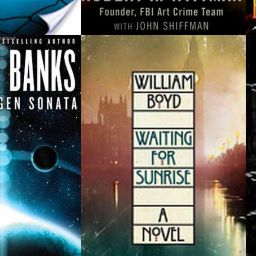 Founder, FBI Art Crime Team
WITH JOHN SHIFFMAN
BESTSELLING AUTHOR
BANKS
GEN SONATA
WILLIAM
BOYD
WAITING
FOR
SUNRISE
A
NOVEL